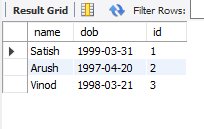 Result Grid Filter Rows:
name dob id
Satish 1999-03-31 1
Arush 1997-04-20 2
Vinod 1998-03-21 3